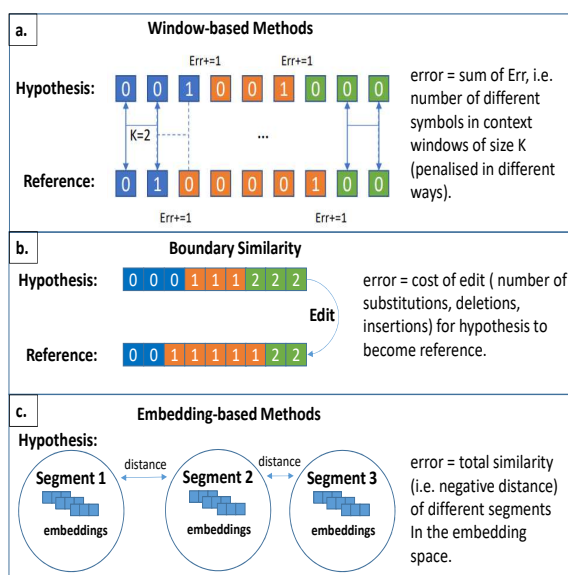 a.
Window-based Methods
Err+=1 Err+=1
Hypothesis: 0 0 1 0 0 1 0 0 0
K=2 ...
Reference: 0 1 0 0 0 0 1 0 0
Err+=1 Err+=1
error = sum of Err, i.e.
number of different
symbols in context
windows of size K
(penalised in different
ways).
b.
Boundary Similarity
Hypothesis: 0 0 0 1 1 1 2 2 2
Edit
Reference: 0 0 1 1 1 1 1 2 2
error = cost of edit ( number of
substitutions, deletions,
insertions) for hypothesis to
become reference.
c.
Embedding-based Methods
Hypothesis:
Segment 1 distance Segment 2 distance Segment 3
embeddings embeddings embeddings
error = total similarity
(i.e. negative distance)
of different segments
In the embedding
space.